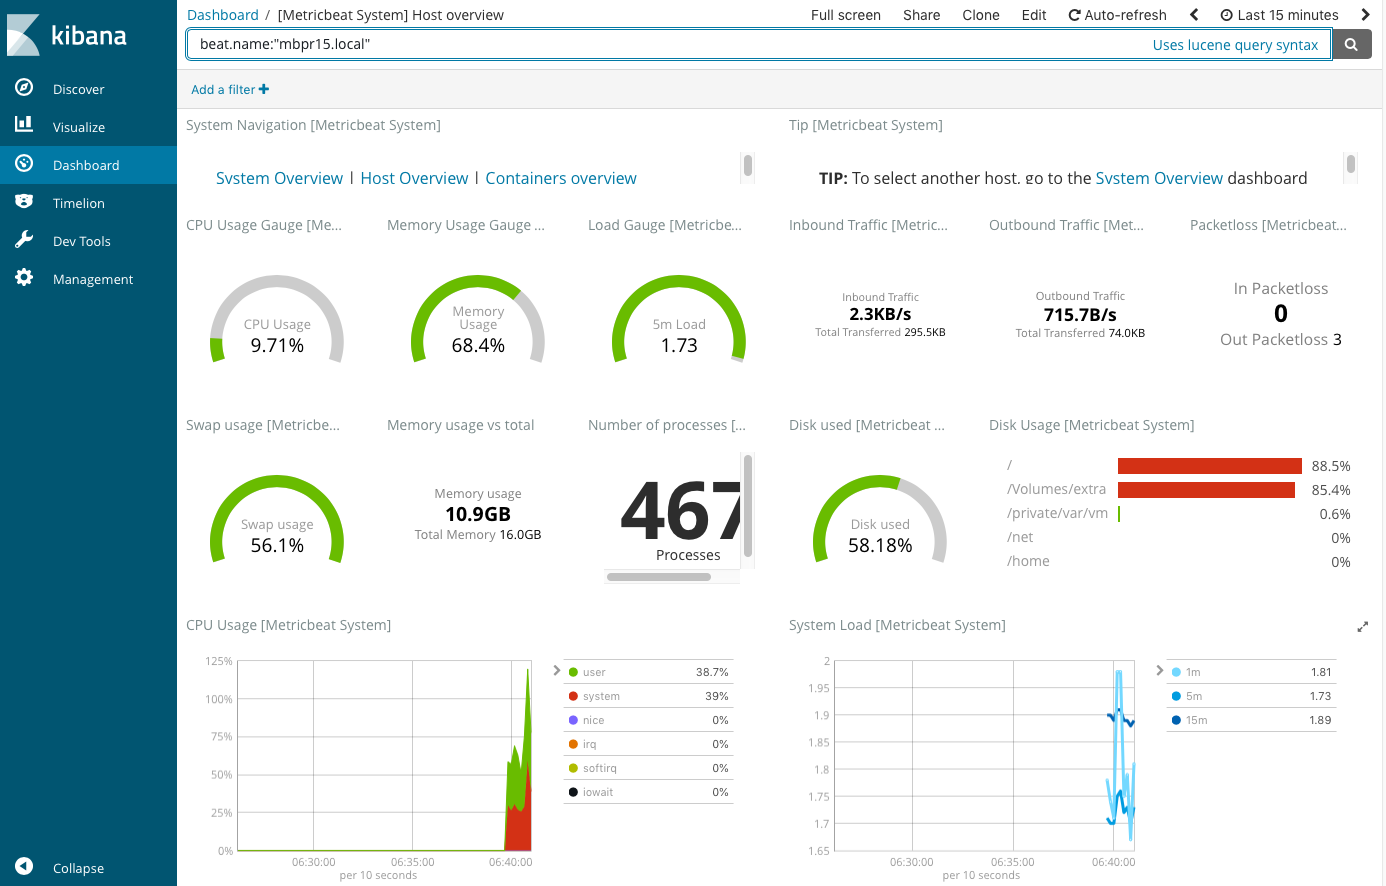 kibana
Discover
Visualize
Dashboard
Timelion
Dev Tools
Management
Collapse
Dashboard / [Metricbeat System] Host overview
Full screen Share Clone Edit Auto-refresh Last 15 minutes
beat.name:"mbpr15.local"
Uses lucene query syntax
Add a filter
System Navigation [Metricbeat System]
System Overview | Host Overview | Containers overview
Tip [Metricbeat System]
TIP: To select another host, go to the System Overview dashboard
CPU Usage Gauge [Me...
CPU Usage
9.71%
Memory Usage Gauge ...
Memory
Usage
68.4%
Load Gauge [Metricbe...
5m Load
1.73
Inbound Traffic [Metric...
Inbound Traffic
2.3KB/s
Total Transferred 295.5KB
Outbound Traffic [Met...
Outbound Traffic
715.7B/s
Total Transferred 74.0KB
Packetloss [Metricbeat...
In Packetloss
0
Out Packetloss 3
Swap usage [Metricbe...
Swap usage
56.1%
Memory usage vs total
Memory usage
10.9GB
Total Memory 16.0GB
Number of processes [...
467
Processes
Disk used [Metricbeat ...
Disk used
58.18%
Disk Usage [Metricbeat System]
/ 88.5%
/Volumes/extra 85.4%
/private/var/vm 0.6%
/net 0%
/home 0%
CPU Usage [Metricbeat System]
125%
100%
75%
50%
25%
0%
06:30:00 06:35:00 06:40:00
per 10 seconds
user 38.7%
system 39%
nice 0%
irq 0%
softirq 0%
iowait 0%
System Load [Metricbeat System]
2
1.95
1.9
1.85
1.8
1.75
1.7
1.65
06:30:00 06:35:00 06:40:00
per 10 seconds
1m 1.81
5m 1.73
15m 1.89